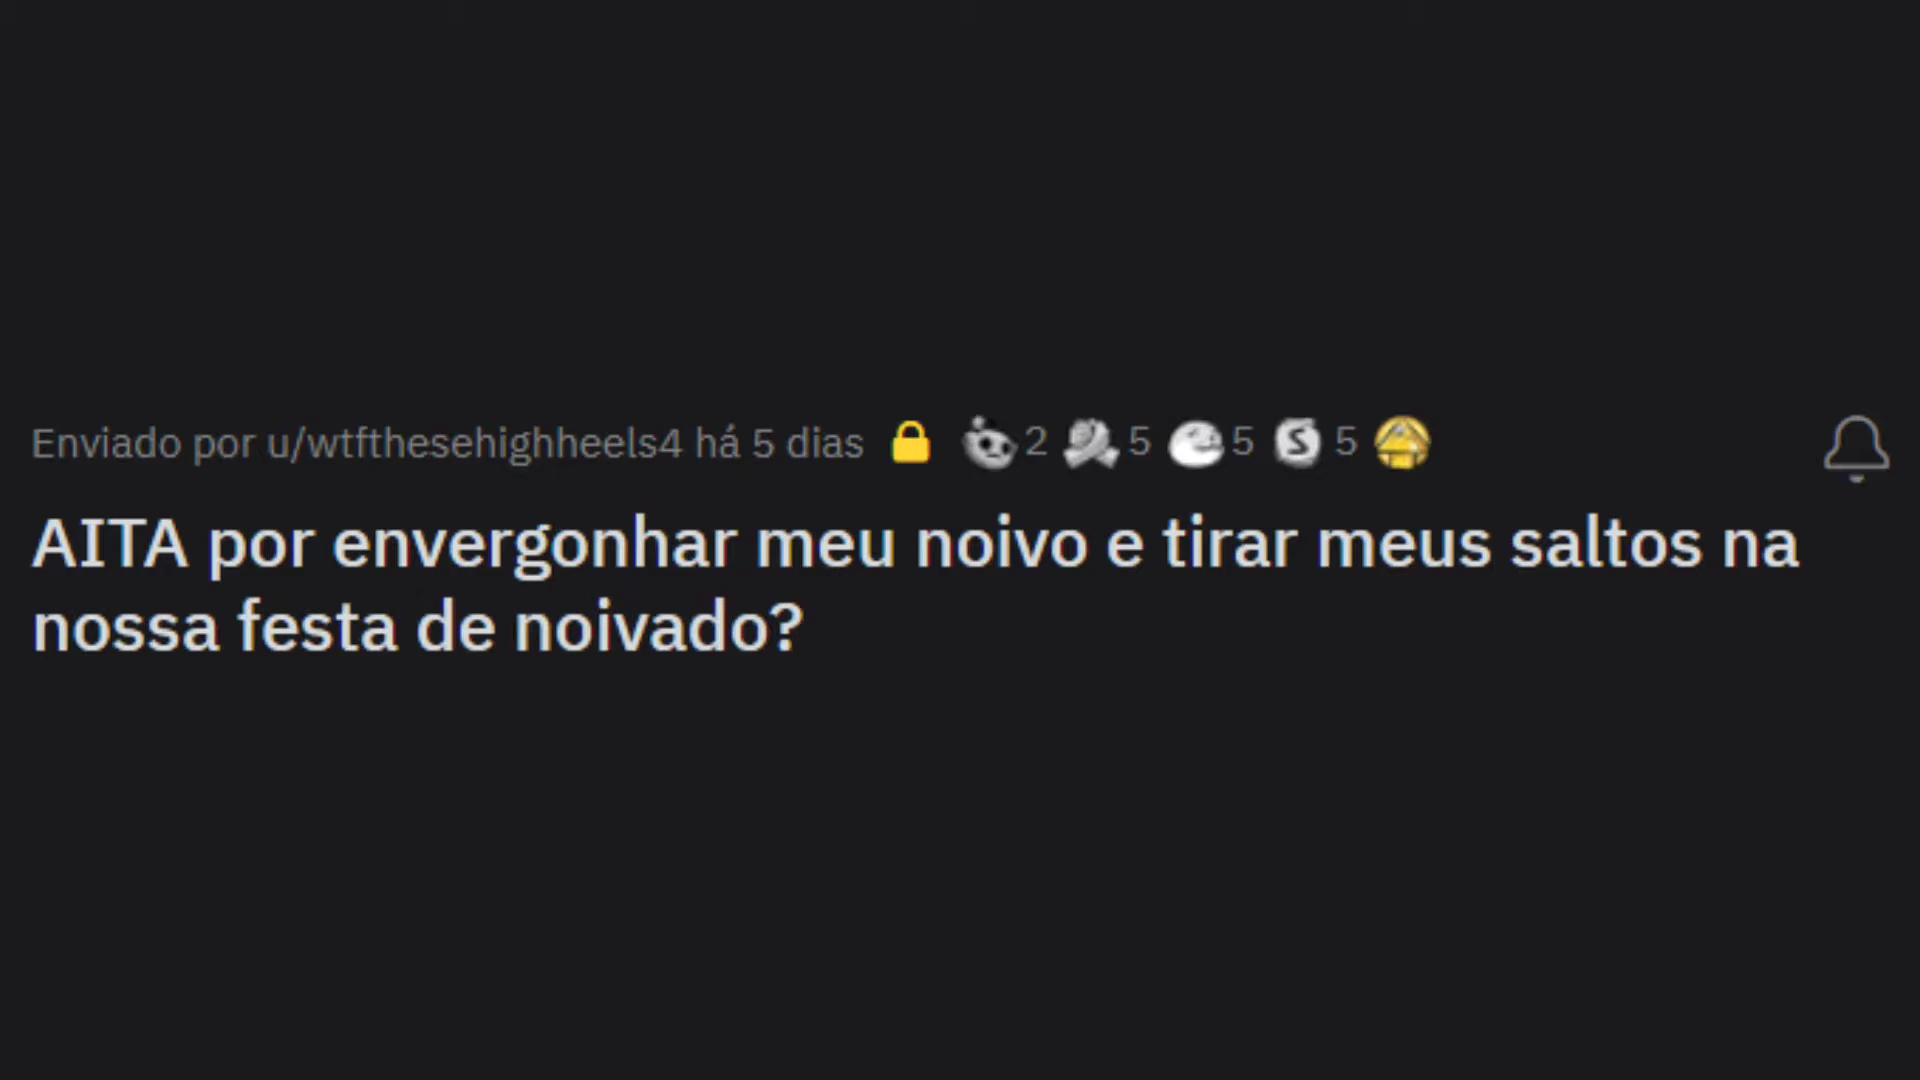 Enviado por u/wtfthesehighheels4 há 5 dias 2 5 5 S 5
AITA por envergonhar meu noivo e tirar meus saltos na
nossa festa de noivado?